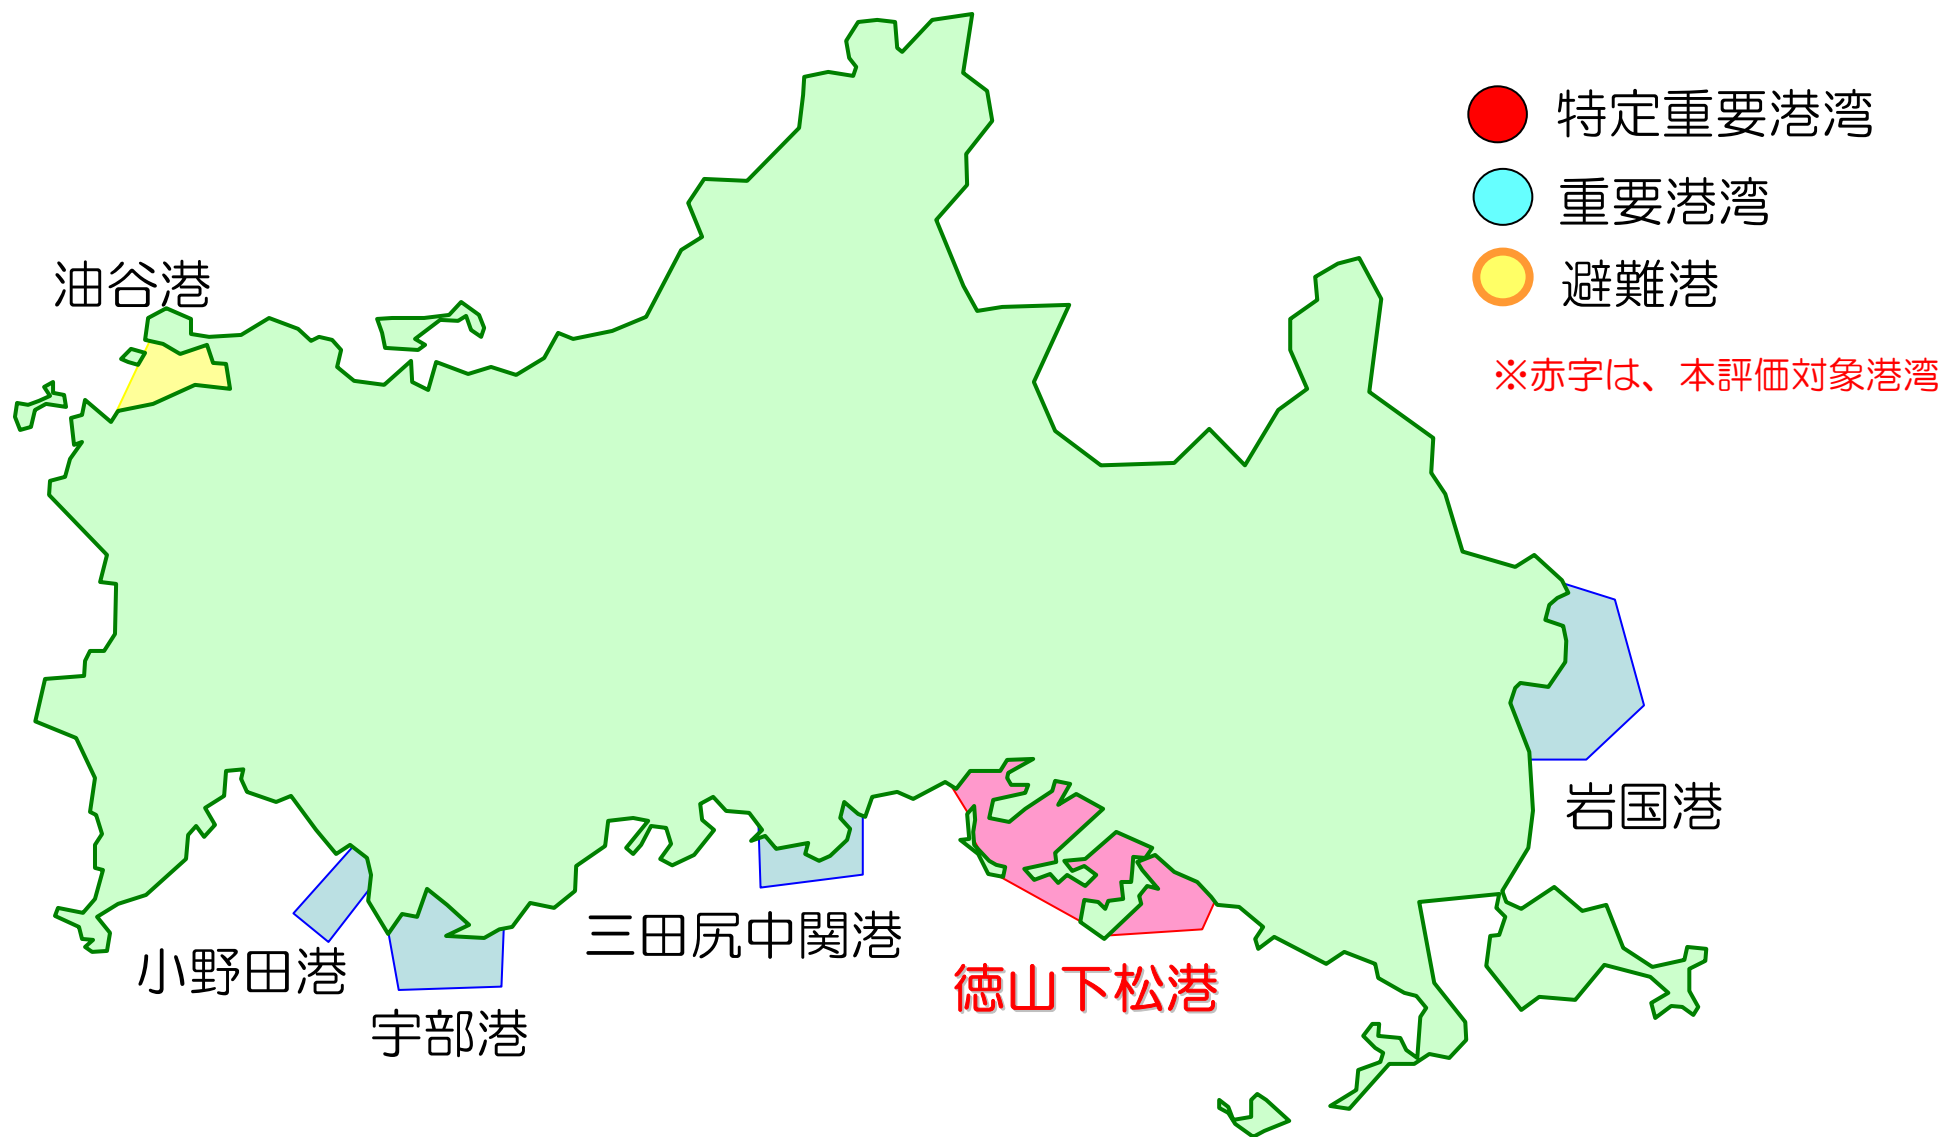 特定重要港湾
重要港湾
避難港
※赤字は、本評価対象港湾
油谷港
岩国港
三田尻中関港
小野田港
徳山下松港
宇部港